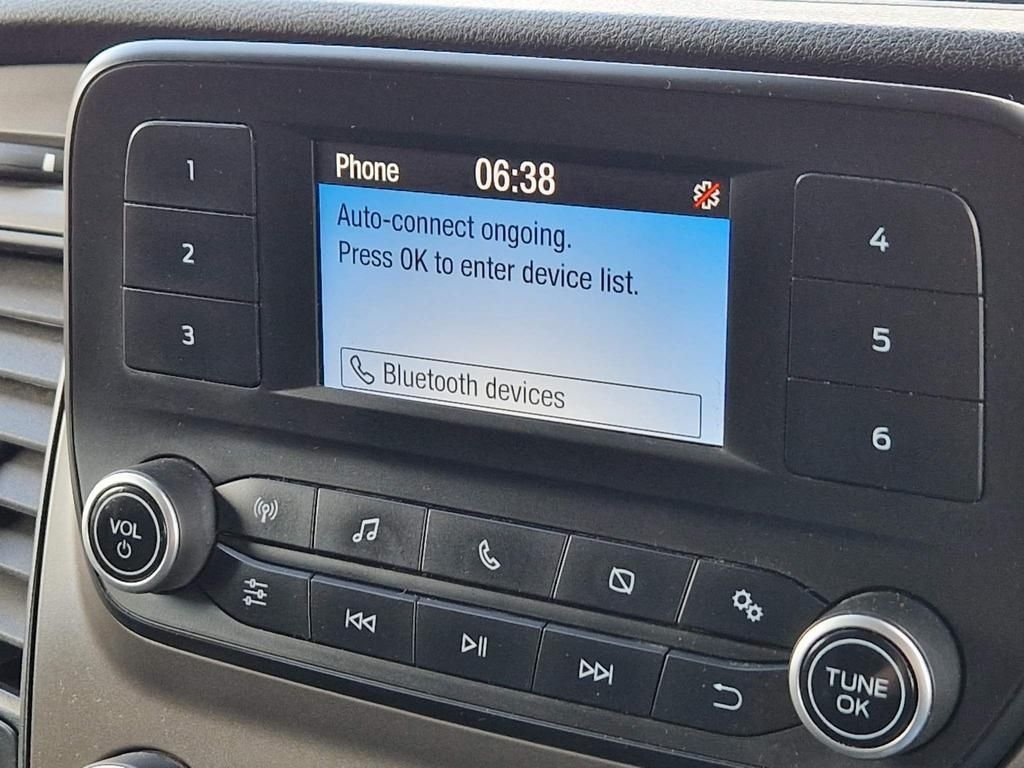 1
2
3
Phone 06:38
Auto-connect ongoing.
Press OK to enter device list.
Bluetooth devices
4
5
6
VOL
TUNE
OK